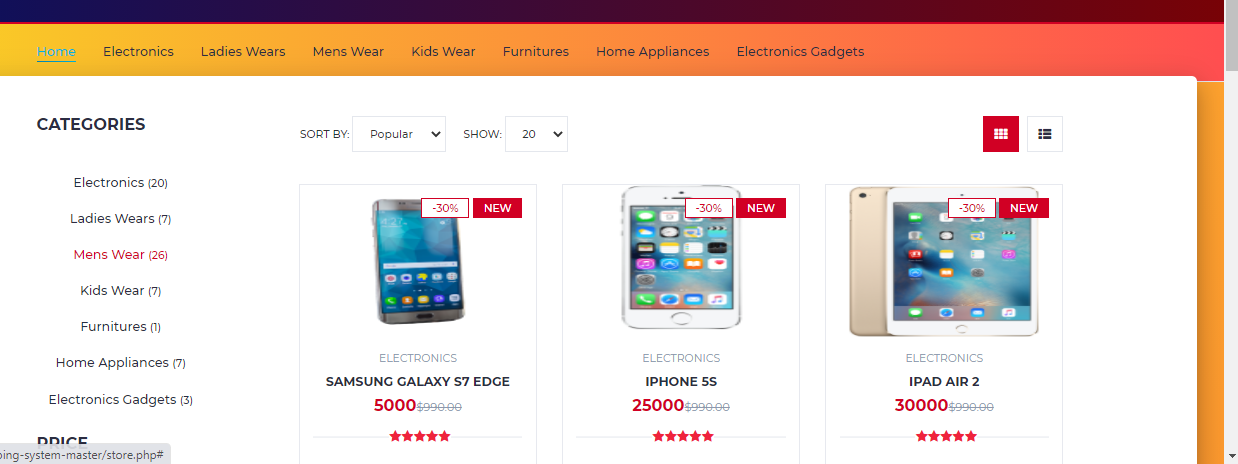 Home Electronics Ladies Wears Mens Wear Kids Wear Furnitures Home Appliances Electronics Gadgets
CATEGORIES
Electronics (20)
Ladies Wears (7)
Mens Wear (26)
Kids Wear (7)
Furnitures (1)
Home Appliances (7)
Electronics Gadgets (3)
PRICE
SORT BY: Popular SHOW: 20
-30% NEW
ELECTRONICS
SAMSUNG GALAXY S7 EDGE
5000$990.00
-30% NEW
ELECTRONICS
IPHONE 5S
25000$990.00
-30% NEW
ELECTRONICS
IPAD AIR 2
30000$990.00
ping-system-master/store.php#